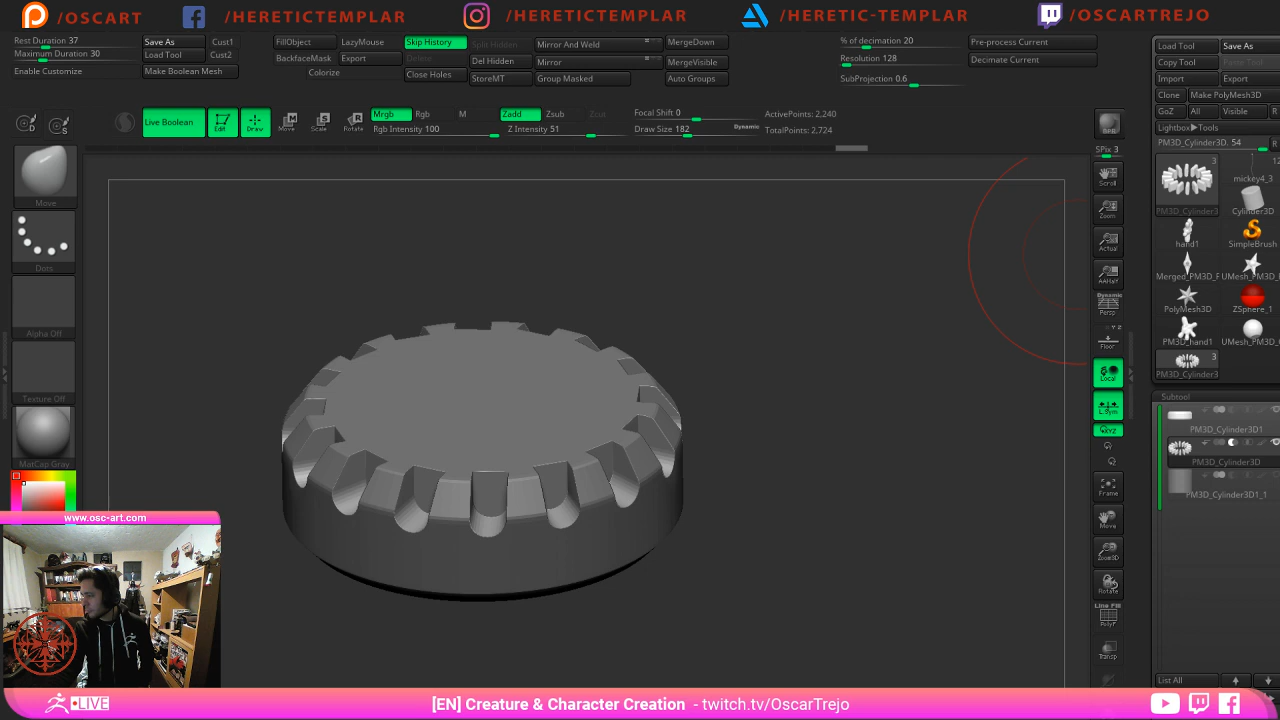 /OSCART
/HERETICTEMPLAR
/HERETICTEMPLAR
/HERETIC-TEMPLAR
/OSCARTREJO
Rest Duration 37
Maximum Duration 30
Enable Customize
Save As
Load Tool
Make Boolean Mesh
Cust1
Cust2
FillObject
BackfaceMask
Colorize
LazyMouse
Export
Skip History
Delete
Close Holes
Split Hidden
Del Hidden
StoreMT
Mirror And Weld
Mirror
Group Masked
MergeDown
MergeVisible
Auto Groups
% of decimation 20
Resolution 128
SubProjection 0.6
Pre-process Current
Decimate Current
Live Boolean
Edit
Draw
Move
Scale
Rotate
Mrgb
Rgb
M
Rgb Intensity 100
Zadd
Zsub
Zcut
Z Intensity 51
Focal Shift 0
Draw Size 182
Dynamic
ActivePoints: 2,240
TotalPoints: 2,724
Move
Dots
Alpha Off
Texture Off
MatCap Gray
BPR
SPix 3
Scroll
Zoom
Actual
AAHalf
Dynamic
Persp
Floor
Local
L.Sym
Frame
Move
Zoom3D
Rotate
Line Fill
PolyF
Transp
Load Tool
Save As
Copy Tool
Import
Export
Clone
Make PolyMesh3D
GoZ
All
Visible
R
Lightbox▶Tools
PM3D_Cylinder3D. 54
R
3
12
PM3D_Cylinder3
mickey4_3
Cylinder3D
hand1
SimpleBrush
Merged_PM3D_F
UMesh_PM3D_E
PolyMesh3D
ZSphere_1
PM3D_hand1
UMesh_PM3D_
3
PM3D_Cylinder3
Subtool
PM3D_Cylinder3D1
PM3D_Cylinder3D
PM3D_Cylinder3D1_1
List All
www.osc-art.com
LIVE
[EN] Creature & Character Creation - twitch.tv/OscarTrejo